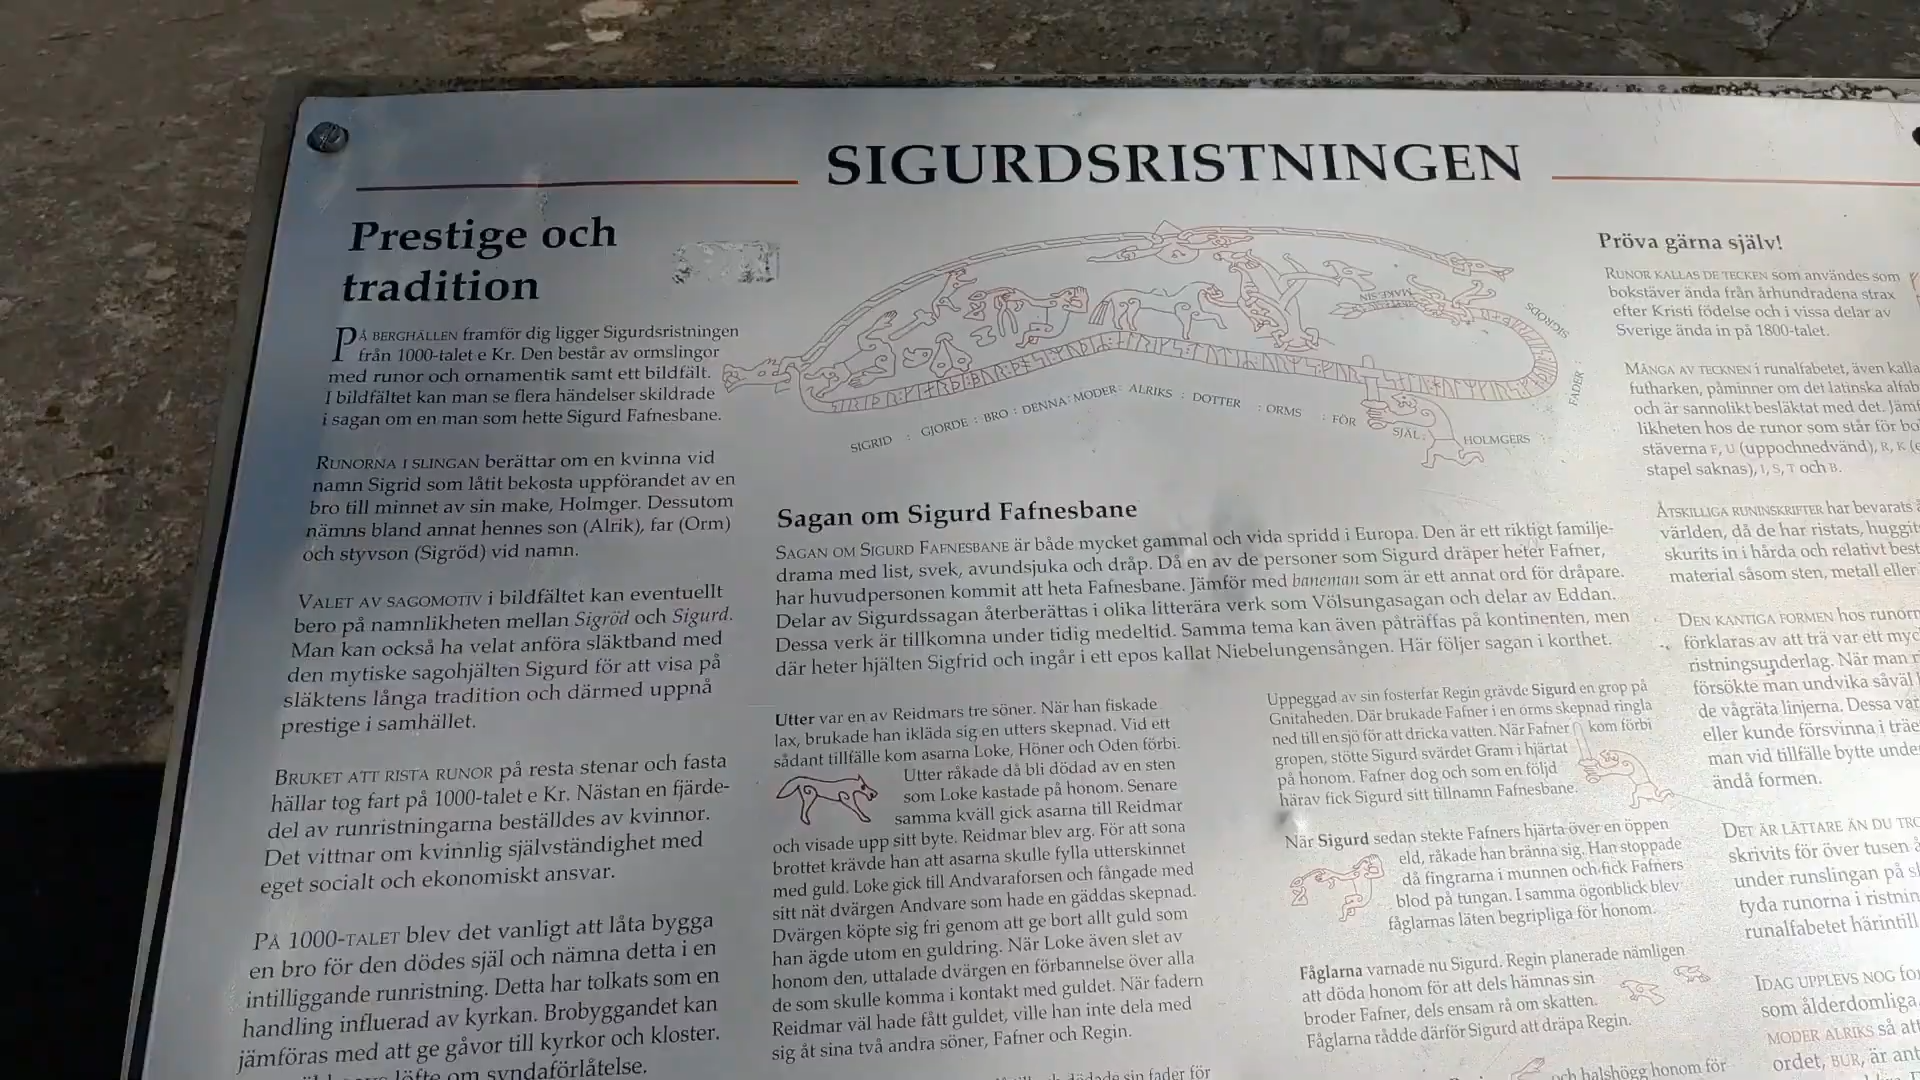 SIGURDSRISTNINGEN
Prestige och
tradition
PÅ BERGHÄLLEN framför dig ligger Sigurdsristningen
från 1000-talet e Kr. Den består av ormslingor
med runor och ornamentik samt ett bildfält.
I bildfältet kan man se flera händelser skildrade
i sagan om en man som hette Sigurd Fafnesbane.
RUNORNA I SLINGAN berättar om en kvinna vid
namn Sigrid som låtit bekosta uppförandet av en
bro till minnet av sin make, Holmger. Dessutom
nämns bland annat hennes son (Alrik), far (Orm)
och styvson (Sigröd) vid namn.
VALET AV SAGOMOTIV i bildfältet kan eventuellt
bero på namnlikheten mellan Sigröd och Sigurd.
Man kan också ha velat anföra släktband med
den mytiske sagohjälten Sigurd för att visa på
släktens långa tradition och därmed uppnå
prestige i samhället.
BRUKET ATT RISTA RUNOR på resta stenar och fasta
hällar tog fart på 1000-talet e Kr. Nästan en fjärde-
del av runristningarna beställdes av kvinnor.
Det vittnar om kvinnlig självständighet med
eget socialt och ekonomiskt ansvar.
PÅ 1000-TALET blev det vanligt att låta bygga
en bro för den dödes själ och nämna detta i en
intilliggande runristning. Detta har tolkats som en
handling influerad av kyrkan. Brobyggandet kan
jämföras med att ge gåvor till kyrkor och kloster.
löfte om syndaförlåtelse.
SIGRID : GJORDE : BRO : DENNA : MODER : ALRIKS : DOTTER : ORMS : FÖR SJÄL : HOLMGERS FADER SIGRÖDS MAKE SIN
Sagan om Sigurd Fafnesbane
SAGAN OM SIGURD FAFNESBANE är både mycket gammal och vida spridd i Europa. Den är ett riktigt familje-
drama med list, svek, avundsjuka och dråp. Då en av de personer som Sigurd dräper heter Fafner,
har huvudpersonen kommit att heta Fafnesbane. Jämför med baneman som är ett annat ord för dråpare.
Delar av Sigurdssagan återberättas i olika litterära verk som Völsungasagan och delar av Eddan.
Dessa verk är tillkomna under tidig medeltid. Samma tema kan även påträffas på kontinenten, men
där heter hjälten Sigfrid och ingår i ett epos kallat Niebelungensången. Här följer sagan i korthet.
Utter var en av Reidmars tre söner. När han fiskade
lax, brukade han ikläda sig en utters skepnad. Vid ett
sådant tillfälle kom asarna Loke, Höner och Oden förbi.
Utter råkade då bli dödad av en sten
som Loke kastade på honom. Senare
samma kväll gick asarna till Reidmar
och visade upp sitt byte. Reidmar blev arg. För att sona
brottet krävde han att asarna skulle fylla utterskinnet
med guld. Loke gick till Andvaraforsen och fångade med
sitt nät dvärgen Andvare som hade en gäddas skepnad.
Dvärgen köpte sig fri genom att ge bort allt guld som
han ägde utom en guldring. När Loke även slet av
honom den, uttalade dvärgen en förbannelse över alla
de som skulle komma i kontakt med guldet. När fadern
Reidmar väl hade fått guldet, ville han inte dela med
sig åt sina två andra söner, Fafner och Regin.
dödade sin fader för
Uppeggad av sin fosterfar Regin grävde Sigurd en grop på
Gnitaheden. Där brukade Fafner i en orms skepnad ringla
ned till en sjö för att dricka vatten. När Fafner kom förbi
gropen, stötte Sigurd svärdet Gram i hjärtat
på honom. Fafner dog och som en följd
härav fick Sigurd sitt tillnamn Fafnesbane.
När Sigurd sedan stekte Fafners hjärta över en öppen
eld, råkade han bränna sig. Han stoppade
då fingrarna i munnen och fick Fafners
blod på tungan. I samma ögonblick blev
fåglarnas läten begripliga för honom.
Fåglarna varnade nu Sigurd. Regin planerade nämligen
att döda honom för att dels hämnas sin
broder Fafner, dels ensam rå om skatten.
Fåglarna rådde därför Sigurd att dräpa Regin.
och halshögg honom för
Pröva gärna själv!
RUNOR KALLAS DE TECKEN som användes som
bokstäver ända från århundradena strax
efter Kristi födelse och i vissa delar av
Sverige ända in på 1800-talet.
MÅNGA AV TECKNEN i runalfabetet, även kalla
futharken, påminner om det latinska alfab
och är sannolikt besläktat med det. Jämf
likheten hos de runor som står för bo
stäverna F, U (uppochnedvänd), R, K (e
stapel saknas), I, S, T och B.
ÅTSKILLIGA RUNINSKRIFTER har bevarats
världen, då de har ristats, huggit
skurits in i hårda och relativt best
material såsom sten, metall eller
DEN KANTIGA FORMEN hos runorn
förklaras av att trä var ett myc
ristningsunderlag. När man r
försökte man undvika såväl
de vågräta linjerna. Dessa var
eller kunde försvinna i träe
man vid tillfälle bytte unde
ändå formen.
DET ÄR LÄTTARE ÄN DU TRO
skrivits för över tusen å
under runslingan på s
tyda runorna i ristnin
runalfabetet härintill
IDAG UPPLEVS NOG fo
som ålderdomliga
MODER ALRIKS så att
ordet, BUR, är ant